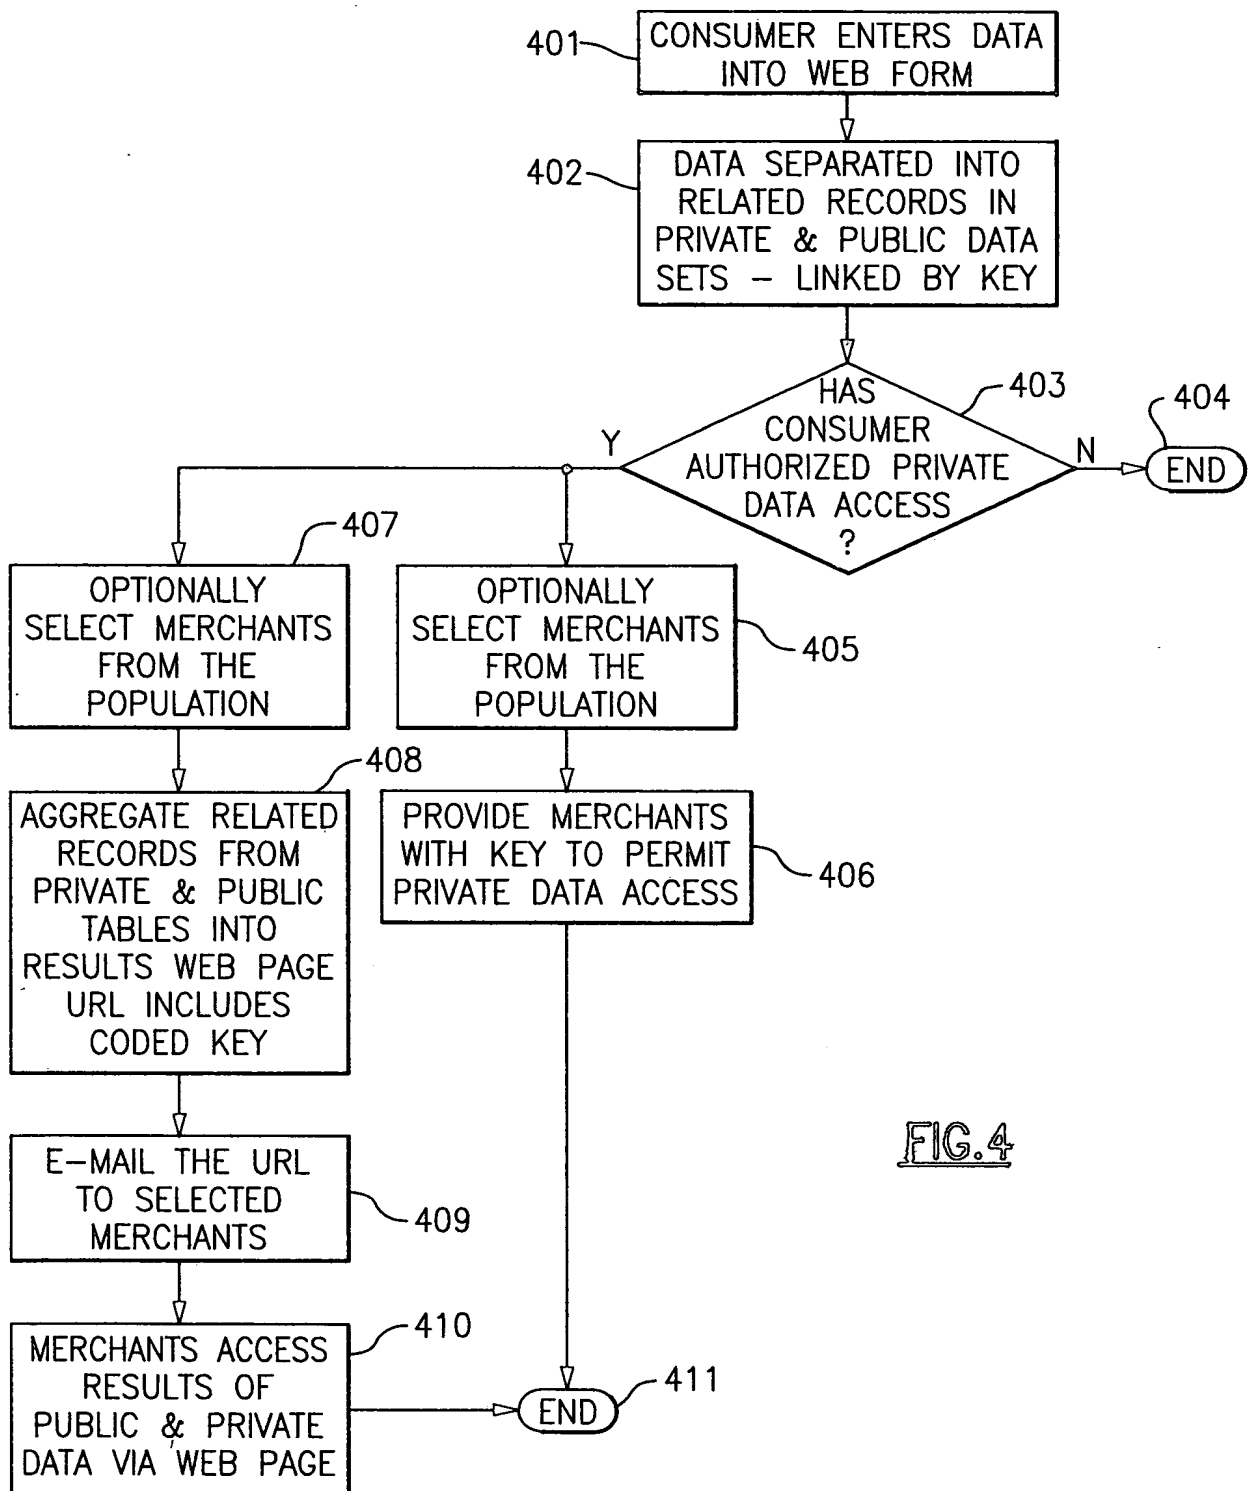 401
CONSUMER ENTERS DATA
INTO WEB FORM
402
DATA SEPARATED INTO
RELATED RECORDS IN
PRIVATE & PUBLIC DATA
SETS – LINKED BY KEY
403
HAS
CONSUMER
AUTHORIZED PRIVATE
DATA ACCESS
?
Y
N
404
END
407
OPTIONALLY
SELECT MERCHANTS
FROM THE
POPULATION
405
OPTIONALLY
SELECT MERCHANTS
FROM THE
POPULATION
408
AGGREGATE RELATED
RECORDS FROM
PRIVATE & PUBLIC
TABLES INTO
RESULTS WEB PAGE
URL INCLUDES
CODED KEY
PROVIDE MERCHANTS
WITH KEY TO PERMIT
PRIVATE DATA ACCESS
406
E–MAIL THE URL
TO SELECTED
MERCHANTS
409
FIG.4
MERCHANTS ACCESS
RESULTS OF
PUBLIC & PRIVATE
DATA VIA WEB PAGE
410
END
411